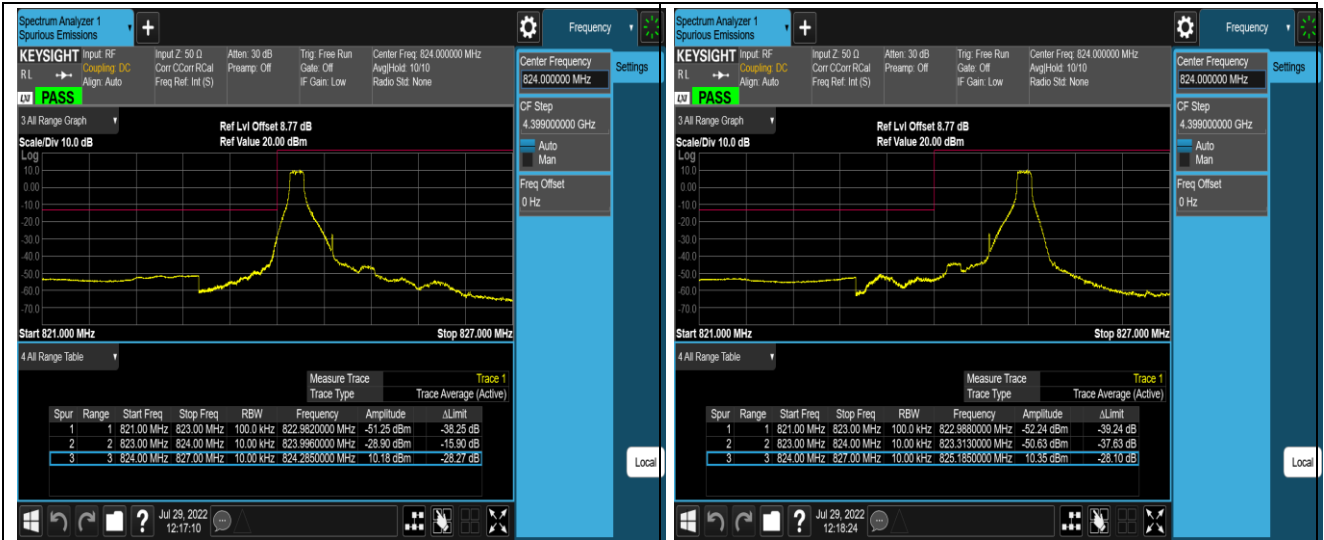 Spectrum Analyzer 1
Spurious Emissions
+
Frequency
KEYSIGHT Input: RF Input Z: 50 Ω Atten: 30 dB Trig: Free Run Center Freq: 824.000000 MHz
RL Coupling: DC Corr CCorr RCal Preamp: Off Gate: Off Avg|Hold: 10/10
Align: Auto Freq Ref: Int (S) IF Gain: Low Radio Std: None
PASS
Center Frequency
824.000000 MHz
Settings
CF Step
4.399000000 GHz
Auto
Man
Freq Offset
0 Hz
3 All Range Graph
Ref Lvl Offset 8.77 dB
Scale/Div 10.0 dB Ref Value 20.00 dBm
Log
10.0
0.00
-10.0
-20.0
-30.0
-40.0
-50.0
-60.0
-70.0
Start 821.000 MHz Stop 827.000 MHz
4 All Range Table
Measure Trace Trace 1
Trace Type Trace Average (Active)
Spur Range Start Freq Stop Freq RBW Frequency Amplitude ΔLimit
1 1 821.00 MHz 823.00 MHz 100.0 kHz 822.9820000 MHz -51.25 dBm -38.25 dB
2 2 823.00 MHz 824.00 MHz 10.00 kHz 823.9960000 MHz -28.90 dBm -15.90 dB
3 3 824.00 MHz 827.00 MHz 10.00 kHz 824.2850000 MHz 10.18 dBm -28.27 dB
Local
?
Jul 29, 2022
12:17:10
Spectrum Analyzer 1
Spurious Emissions
+
Frequency
KEYSIGHT Input: RF Input Z: 50 Ω Atten: 30 dB Trig: Free Run Center Freq: 824.000000 MHz
RL Coupling: DC Corr CCorr RCal Preamp: Off Gate: Off Avg|Hold: 10/10
Align: Auto Freq Ref: Int (S) IF Gain: Low Radio Std: None
PASS
Center Frequency
824.000000 MHz
Settings
CF Step
4.399000000 GHz
Auto
Man
Freq Offset
0 Hz
3 All Range Graph
Ref Lvl Offset 8.77 dB
Scale/Div 10.0 dB Ref Value 20.00 dBm
Log
10.0
0.00
-10.0
-20.0
-30.0
-40.0
-50.0
-60.0
-70.0
Start 821.000 MHz Stop 827.000 MHz
4 All Range Table
Measure Trace Trace 1
Trace Type Trace Average (Active)
Spur Range Start Freq Stop Freq RBW Frequency Amplitude ΔLimit
1 1 821.00 MHz 823.00 MHz 100.0 kHz 822.9880000 MHz -52.24 dBm -39.24 dB
2 2 823.00 MHz 824.00 MHz 10.00 kHz 823.3130000 MHz -50.63 dBm -37.63 dB
3 3 824.00 MHz 827.00 MHz 10.00 kHz 825.1850000 MHz 10.35 dBm -28.10 dB
Local
?
Jul 29, 2022
12:18:24